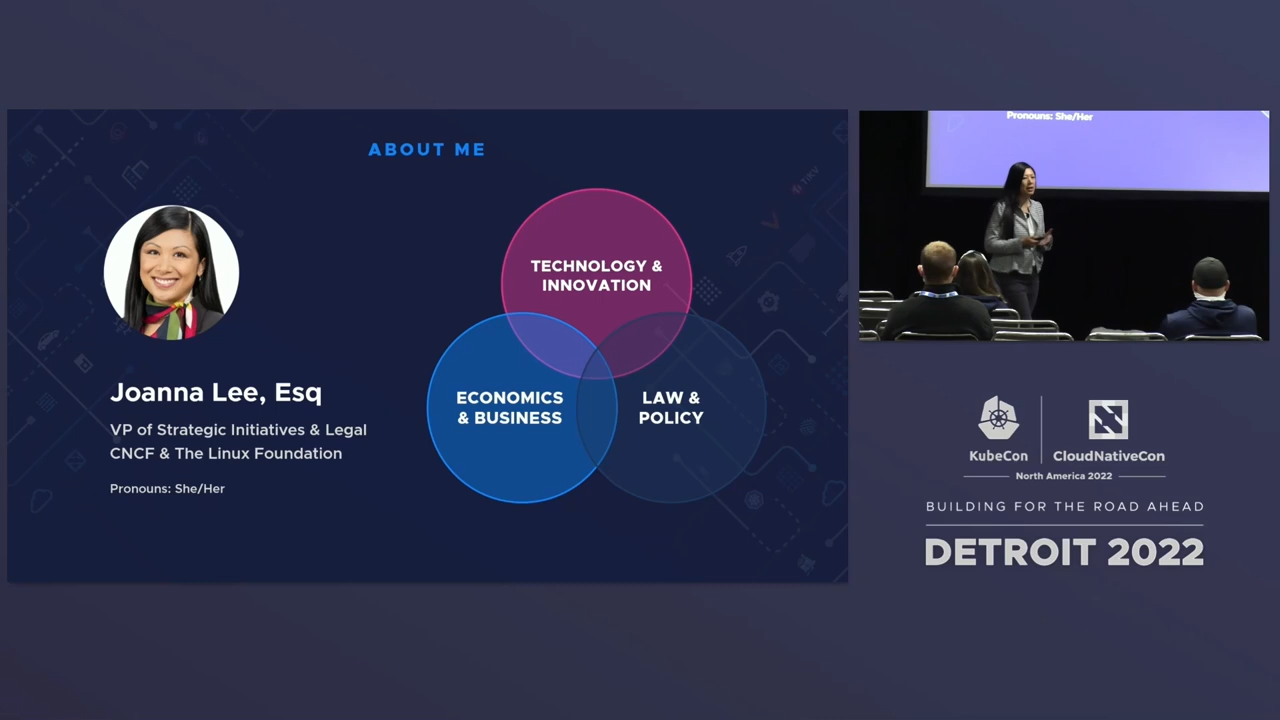 ABOUT ME
TECHNOLOGY &
INNOVATION
ECONOMICS
& BUSINESS
LAW &
POLICY
Joanna Lee, Esq
VP of Strategic Initiatives & Legal
CNCF & The Linux Foundation
Pronouns: She/Her
TiKV
Pronouns: She/Her
KubeCon
CloudNativeCon
North America 2022
BUILDING FOR THE ROAD AHEAD
DETROIT 2022